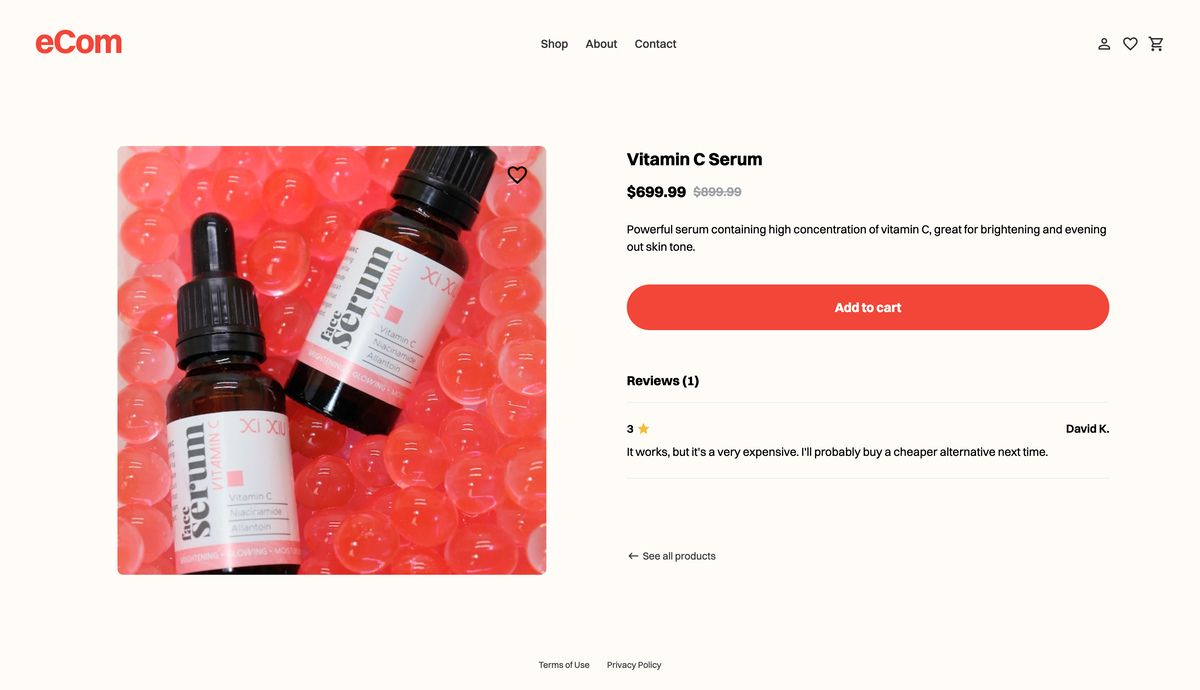 eCom
Shop About Contact
Vitamin C Serum
$699.99 $899.99
Powerful serum containing high concentration of vitamin C, great for brightening and evening
out skin tone.
Add to cart
Reviews (1)
3 David K.
It works, but it's a very expensive. I'll probably buy a cheaper alternative next time.
← See all products
face
serum
VITAMIN C
XI XI
Vitamin C
Niacinamide
Allantoin
BRIGHTENING • GLOWING • MOIS
face
serum
VITAMIN C
XI XIU
Vitamin C
Niacinamide
Allantoin
BRIGHTENING • GLOWING • MOISTU
Terms of Use Privacy Policy